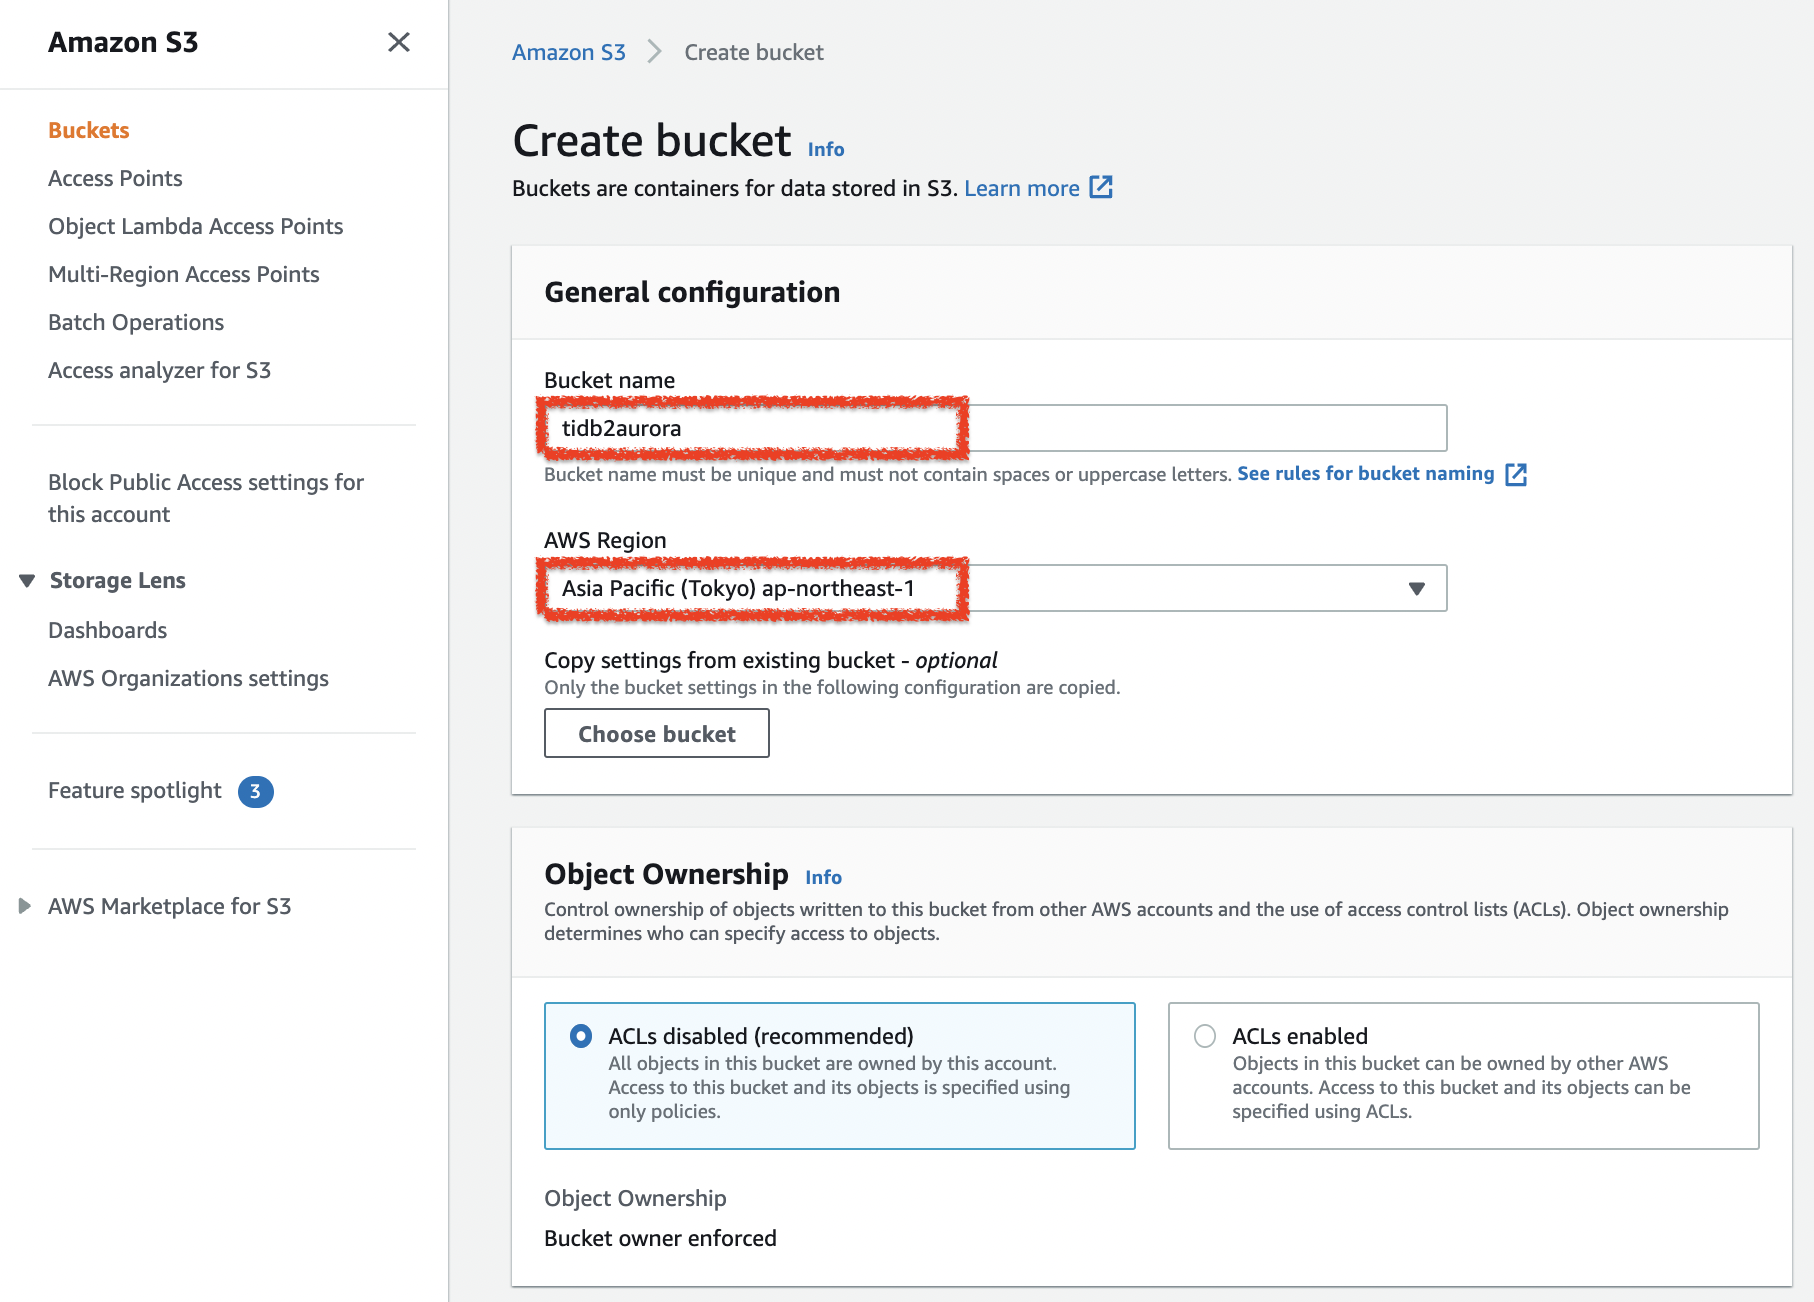 Amazon S3
Buckets
Access Points
Object Lambda Access Points
Multi-Region Access Points
Batch Operations
Access analyzer for S3
Block Public Access settings for
this account
Storage Lens
Dashboards
AWS Organizations settings
Feature spotlight 3
AWS Marketplace for S3
Amazon S3 > Create bucket
Create bucket Info
Buckets are containers for data stored in S3. Learn more
General configuration
Bucket name
tidb2aurora
Bucket name must be unique and must not contain spaces or uppercase letters. See rules for bucket naming
AWS Region
Asia Pacific (Tokyo) ap-northeast-1
Copy settings from existing bucket - optional
Only the bucket settings in the following configuration are copied.
Choose bucket
Object Ownership Info
Control ownership of objects written to this bucket from other AWS accounts and the use of access control lists (ACLs). Object ownership
determines who can specify access to objects.
ACLs disabled (recommended)
All objects in this bucket are owned by this account.
Access to this bucket and its objects is specified using
only policies.
ACLs enabled
Objects in this bucket can be owned by other AWS
accounts. Access to this bucket and its objects can be
specified using ACLs.
Object Ownership
Bucket owner enforced